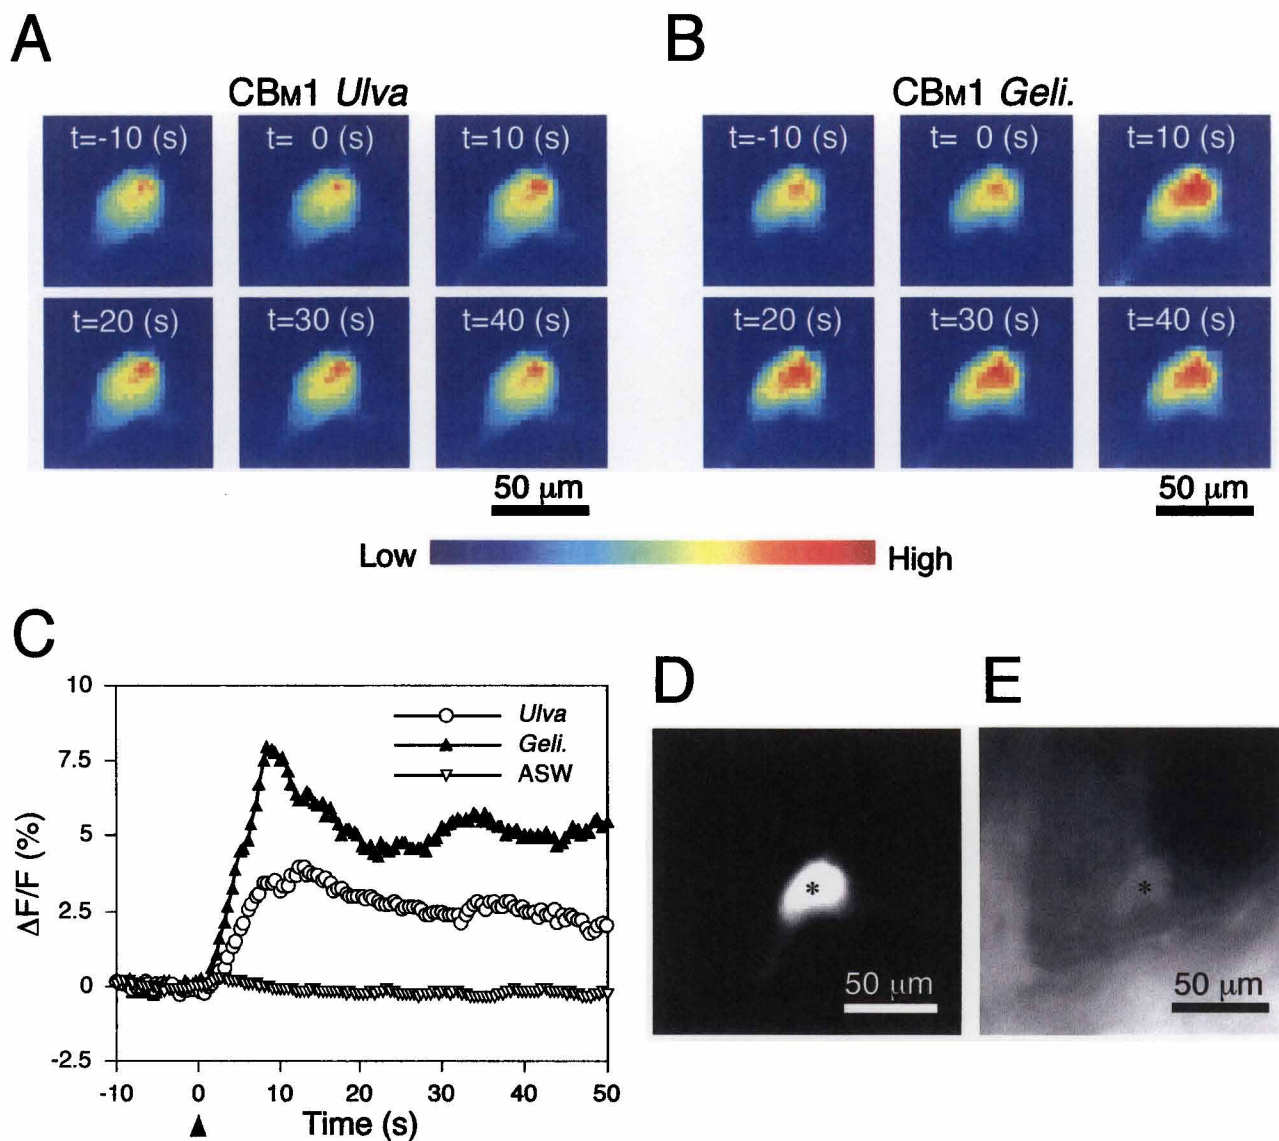 A
B
CBM1 Ulva
CBM1 Geli.
t=-10 (s)
t= 0 (s)
t=10 (s)
t=20 (s)
t=30 (s)
t=40 (s)
50 μm
t=-10 (s)
t= 0 (s)
t=10 (s)
t=20 (s)
t=30 (s)
t=40 (s)
50 μm
Low
High
C
10
7.5
5
2.5
0
-2.5
ΔF/F (%)
Ulva
Geli.
ASW
-10
0
10
20
30
40
50
Time (s)
D
*
50 μm
E
*
50 μm